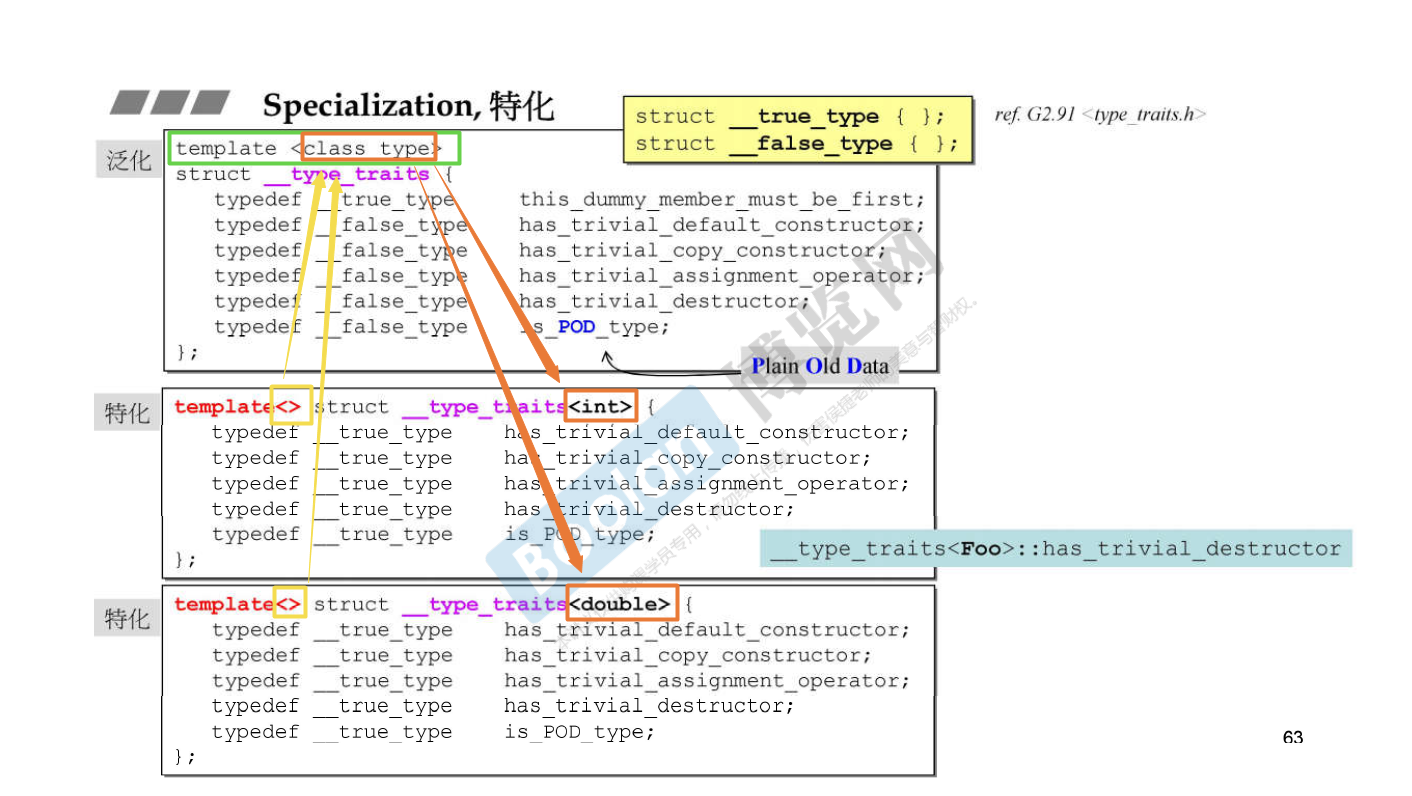 Specialization, 特化
struct __true_type { };
struct __false_type { };
ref. G2.91 <type_traits.h>
泛化
template <class type>
struct __type_traits {
typedef __true_type this_dummy_member_must_be_first;
typedef __false_type has_trivial_default_constructor;
typedef __false_type has_trivial_copy_constructor;
typedef __false_type has_trivial_assignment_operator;
typedef __false_type has_trivial_destructor;
typedef __false_type is_POD_type;
};
Plain Old Data
特化
template<> struct __type_traits<int> {
typedef __true_type has_trivial_default_constructor;
typedef __true_type has_trivial_copy_constructor;
typedef __true_type has_trivial_assignment_operator;
typedef __true_type has_trivial_destructor;
typedef __true_type is_POD_type;
};
__type_traits<Foo>::has_trivial_destructor
特化
template<> struct __type_traits<double> {
typedef __true_type has_trivial_default_constructor;
typedef __true_type has_trivial_copy_constructor;
typedef __true_type has_trivial_assignment_operator;
typedef __true_type has_trivial_destructor;
typedef __true_type is_POD_type;
};
Boolan
博览网
63